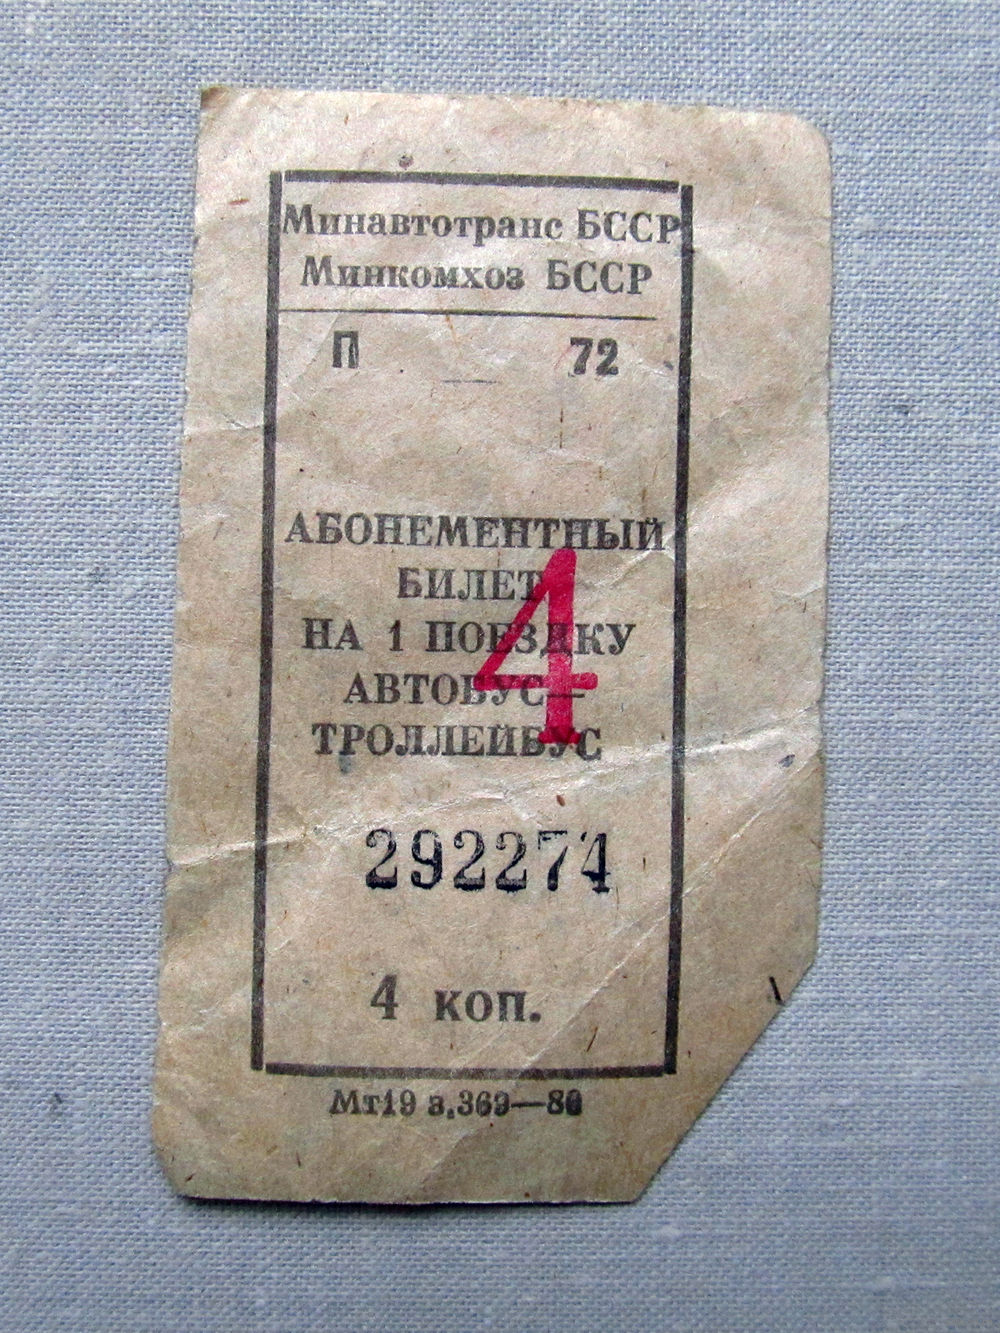 Минавтотранс БССР
Минкомхоз БССР
П 72
АБОНЕМЕНТНЫЙ
БИЛЕТ
НА 1 ПОЕЗДКУ
АВТОБУС—
ТРОЛЛЕЙБУС
4
292274
4 коп.
Мт19 з.369—80